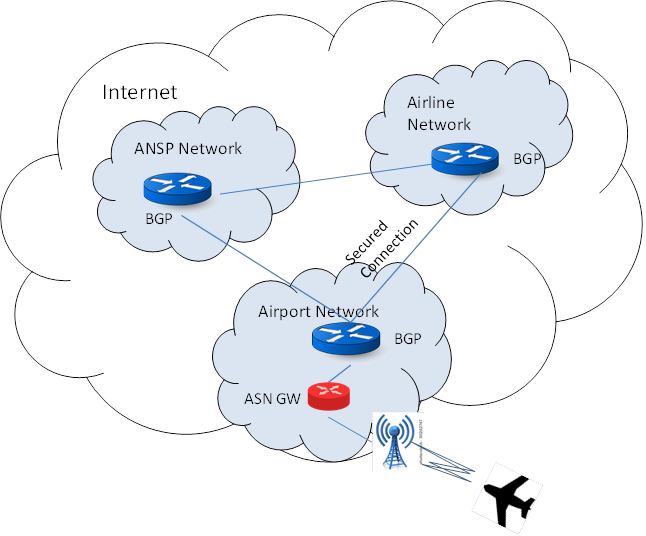 Internet
Airline
Network
ANSP Network
BGP
BGP
Secured
Connection
Airport Network
BGP
ASN GW